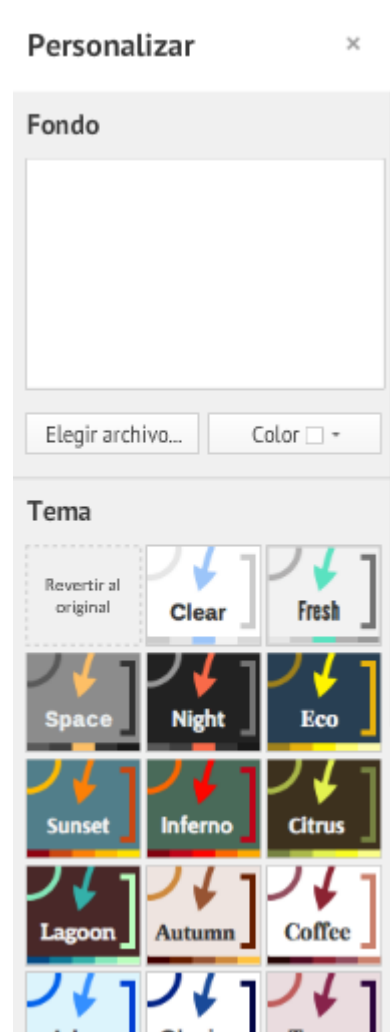 Personalizar ×
Fondo
Elegir archivo... Color
Tema
Revertir al
original
Clear
Fresh
Space
Night
Eco
Sunset
Inferno
Citrus
Lagoon
Autumn
Coffee